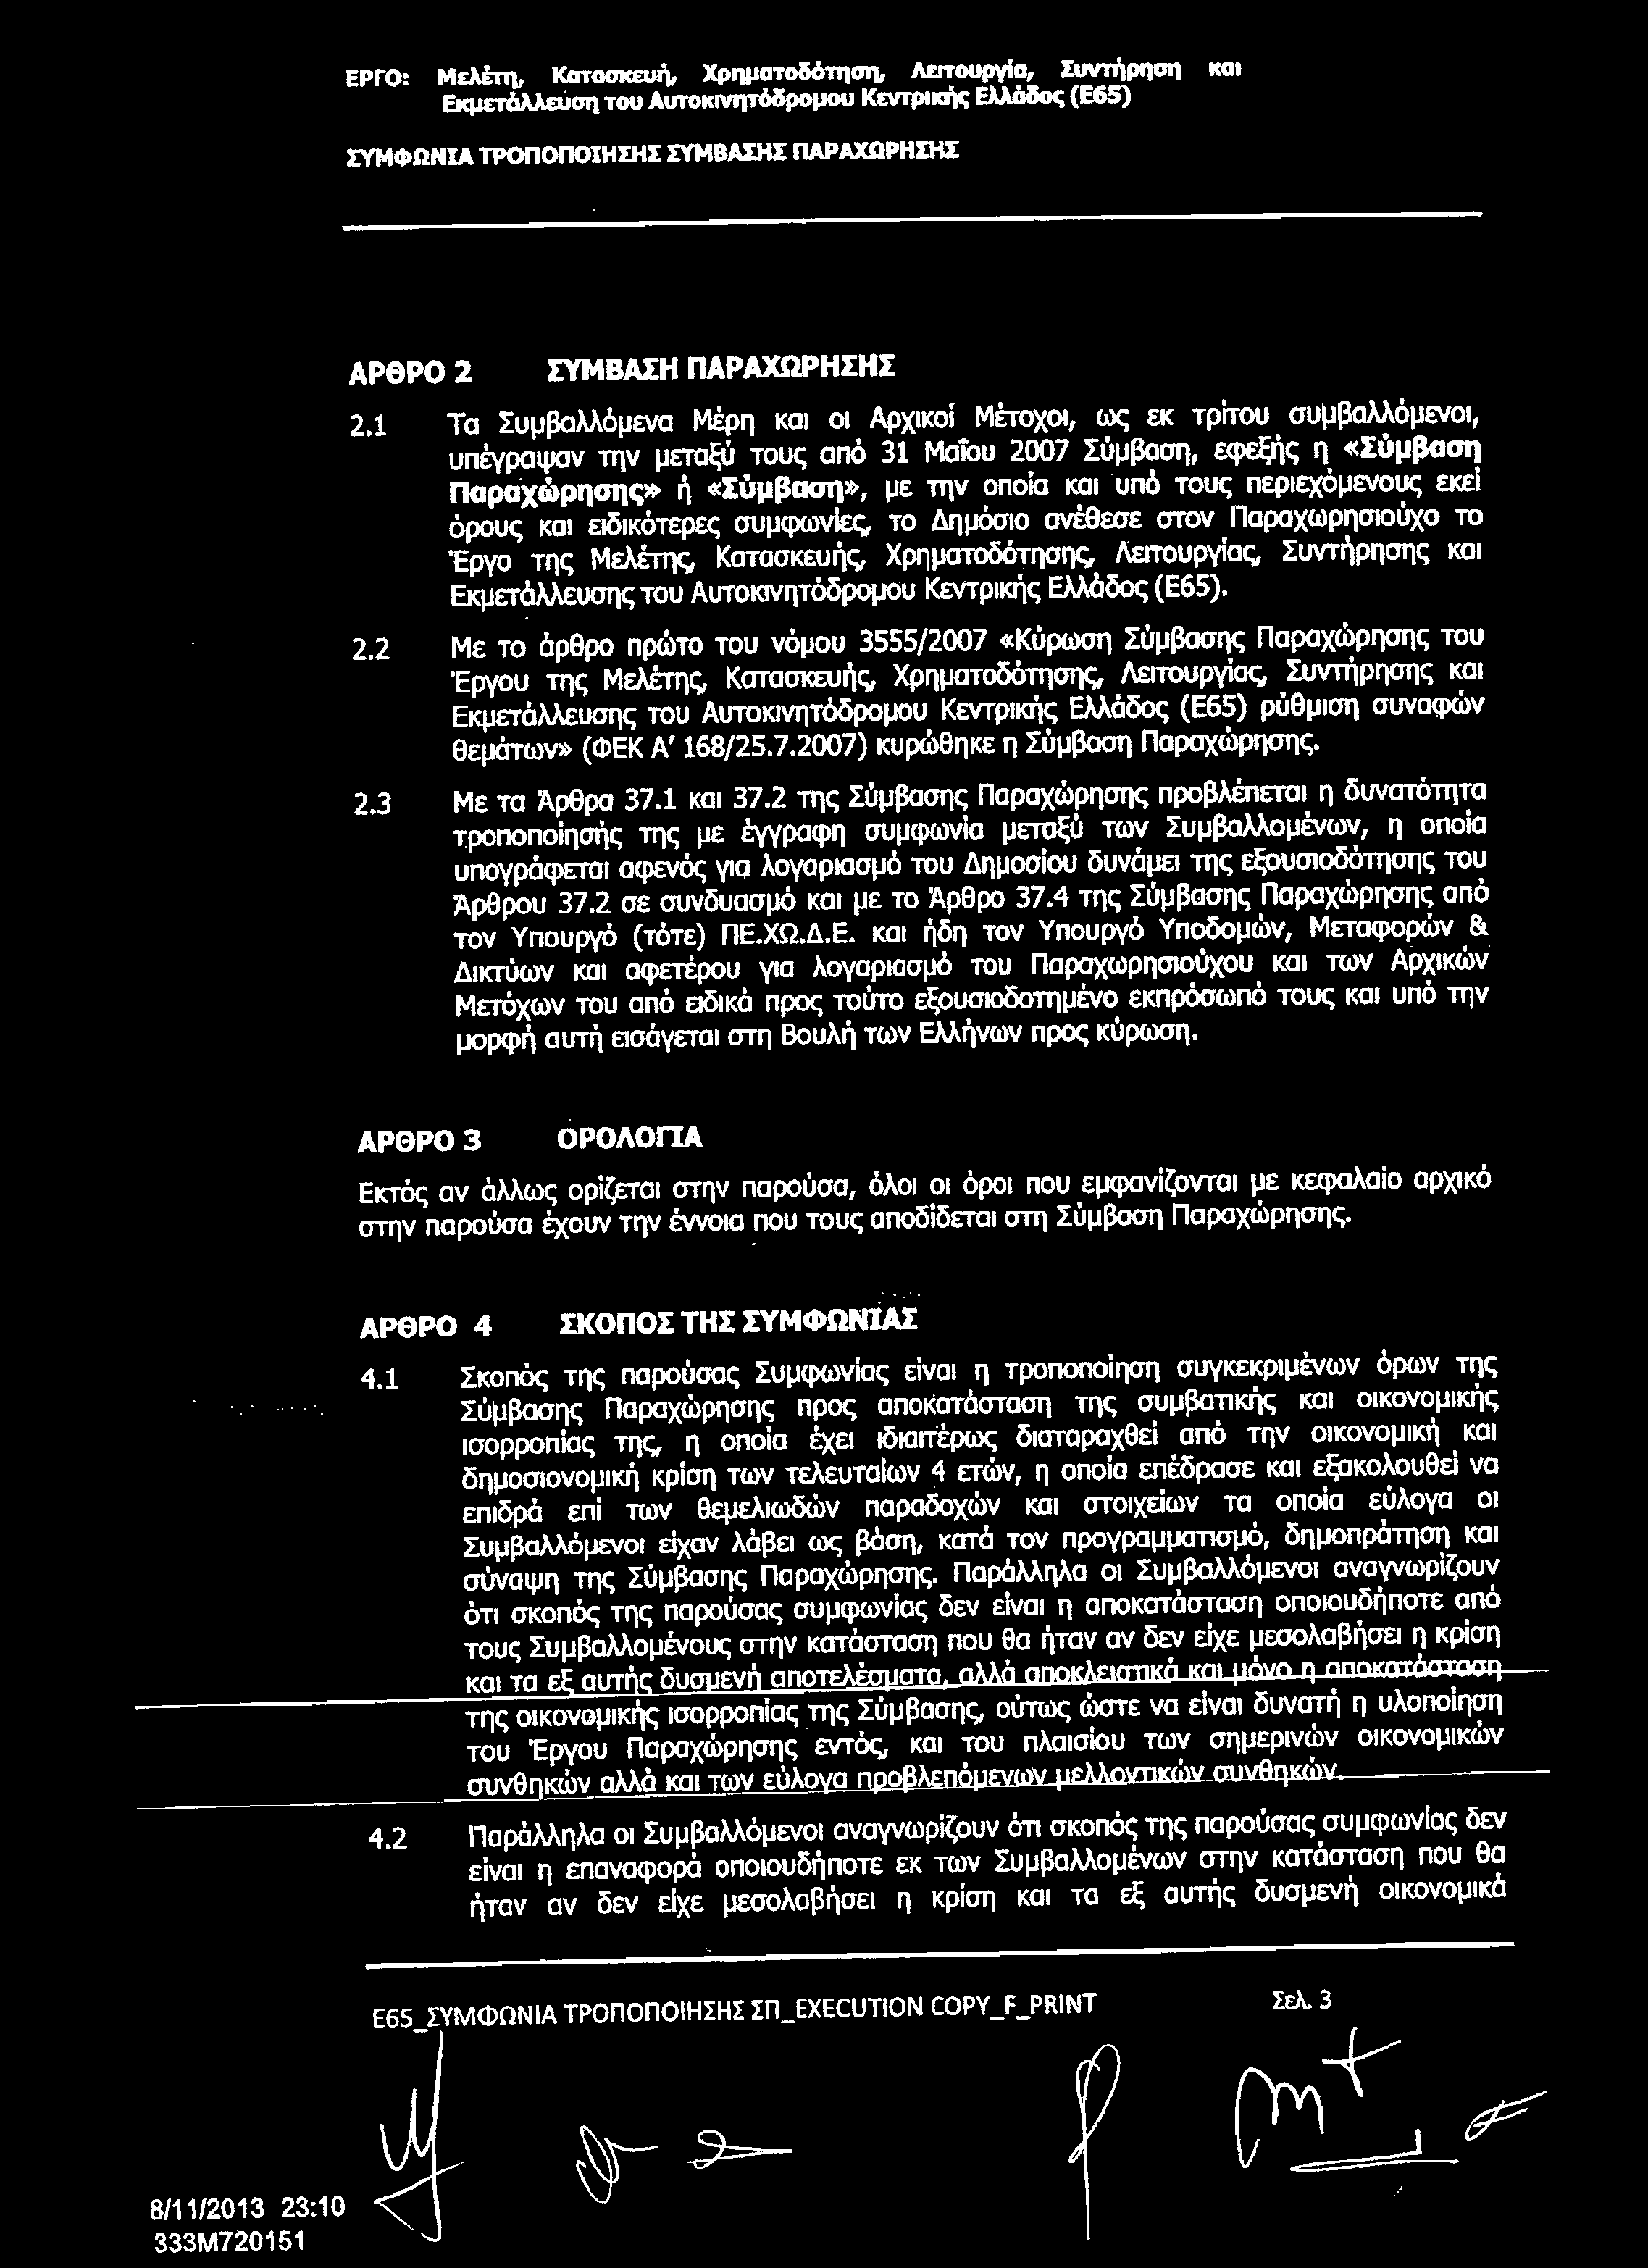 ΕΡΓΟ: Μελέτη, Κατασκευή, Χρηματοδότηση, Λειτουργία, Συντήρηση και
Εκμετάλλευση του Αυτοκινητόδρομου Κεντρικής Ελλάδος (Ε65)
ΣΥΜΦΩΝΙΑ ΤΡΟΠΟΠΟΙΗΣΗΣ ΣΥΜΒΑΣΗΣ ΠΑΡΑΧΩΡΗΣΗΣ
ΑΡΘΡΟ 2 ΣΥΜΒΑΣΗ ΠΑΡΑΧΩΡΗΣΗΣ
2.1 Τα Συμβαλλόμενα Μέρη και οι Αρχικοί Μέτοχοι, ως εκ τρίτου συμβαλλόμενοι,
υπέγραψαν την μεταξύ τους από 31 Μαΐου 2007 Σύμβαση, εφεξής η «Σύμβαση
Παραχώρησης» ή «Σύμβαση», με την οποία και υπό τους περιεχόμενους εκεί
όρους και ειδικότερες συμφωνίες, το Δημόσιο ανέθεσε στον Παραχωρησιούχο το
Έργο της Μελέτης, Κατασκευής, Χρηματοδότησης, Λειτουργίας, Συντήρησης και
Εκμετάλλευσης του Αυτοκινητόδρομου Κεντρικής Ελλάδος (Ε65).
2.2 Με το άρθρο πρώτο του νόμου 3555/2007 «Κύρωση Σύμβασης Παραχώρησης του
Έργου της Μελέτης, Κατασκευής, Χρηματοδότησης, Λειτουργίας, Συντήρησης και
Εκμετάλλευσης του Αυτοκινητόδρομου Κεντρικής Ελλάδος (Ε65) ρύθμιση συναφών
θεμάτων» (ΦΕΚ Α' 168/25.7.2007) κυρώθηκε η Σύμβαση Παραχώρησης.
2.3 Με τα Άρθρα 37.1 και 37.2 της Σύμβασης Παραχώρησης προβλέπεται η δυνατότητα
τροποποίησής της με έγγραφη συμφωνία μεταξύ των Συμβαλλομένων, η οποία
υπογράφεται αφενός για λογαριασμό του Δημοσίου δυνάμει της εξουσιοδότησης του
Άρθρου 37.2 σε συνδυασμό και με το Άρθρο 37.4 της Σύμβασης Παραχώρησης από
τον Υπουργό (τότε) ΠΕ.ΧΩ.Δ.Ε. και ήδη τον Υπουργό Υποδομών, Μεταφορών &
Δικτύων και αφετέρου για λογαριασμό του Παραχωρησιούχου και των Αρχικών
Μετόχων του από ειδικά προς τούτο εξουσιοδοτημένο εκπρόσωπό τους και υπό την
μορφή αυτή εισάγεται στη Βουλή των Ελλήνων προς κύρωση.
ΑΡΘΡΟ 3 ΟΡΟΛΟΓΙΑ
Εκτός αν άλλως ορίζεται στην παρούσα, όλοι οι όροι που εμφανίζονται με κεφαλαίο αρχικό
στην παρούσα έχουν την έννοια που τους αποδίδεται στη Σύμβαση Παραχώρησης.
ΑΡΘΡΟ 4 ΣΚΟΠΟΣ ΤΗΣ ΣΥΜΦΩΝΙΑΣ
4.1 Σκοπός της παρούσας Συμφωνίας είναι η τροποποίηση συγκεκριμένων όρων της
Σύμβασης Παραχώρησης προς αποκατάσταση της συμβατικής και οικονομικής
ισορροπίας της, η οποία έχει ιδιαιτέρως διαταραχθεί από την οικονομική και
δημοσιονομική κρίση των τελευταίων 4 ετών, η οποία επέδρασε και εξακολουθεί να
επιδρά επί των θεμελιωδών παραδοχών και στοιχείων τα οποία εύλογα οι
Συμβαλλόμενοι είχαν λάβει ως βάση, κατά τον προγραμματισμό, δημοπράτηση και
σύναψη της Σύμβασης Παραχώρησης. Παράλληλα οι Συμβαλλόμενοι αναγνωρίζουν
ότι σκοπός της παρούσας συμφωνίας δεν είναι η αποκατάσταση οποιουδήποτε από
τους Συμβαλλομένους στην κατάσταση που θα ήταν αν δεν είχε μεσολαβήσει η κρίση
και τα εξ αυτής δυσμενή αποτελέσματα, αλλά αποκλειστικά και μόνο η αποκατάσταση
της οικονομικής ισορροπίας της Σύμβασης, ούτως ώστε να είναι δυνατή η υλοποίηση
του Έργου Παραχώρησης εντός, και του πλαισίου των σημερινών οικονομικών
συνθηκών αλλά και των εύλογα προβλεπόμενων μελλοντικών συνθηκών.
4.2 Παράλληλα οι Συμβαλλόμενοι αναγνωρίζουν ότι σκοπός της παρούσας συμφωνίας δεν
είναι η επαναφορά οποιουδήποτε εκ των Συμβαλλομένων στην κατάσταση που θα
ήταν αν δεν είχε μεσολαβήσει η κρίση και τα εξ αυτής δυσμενή οικονομικά
Ε65_ΣΥΜΦΩΝΙΑ ΤΡΟΠΟΠΟΙΗΣΗΣ ΣΠ_EXECUTION COPY_F_PRINT Σελ. 3
8/11/2013 23:10
333M720151